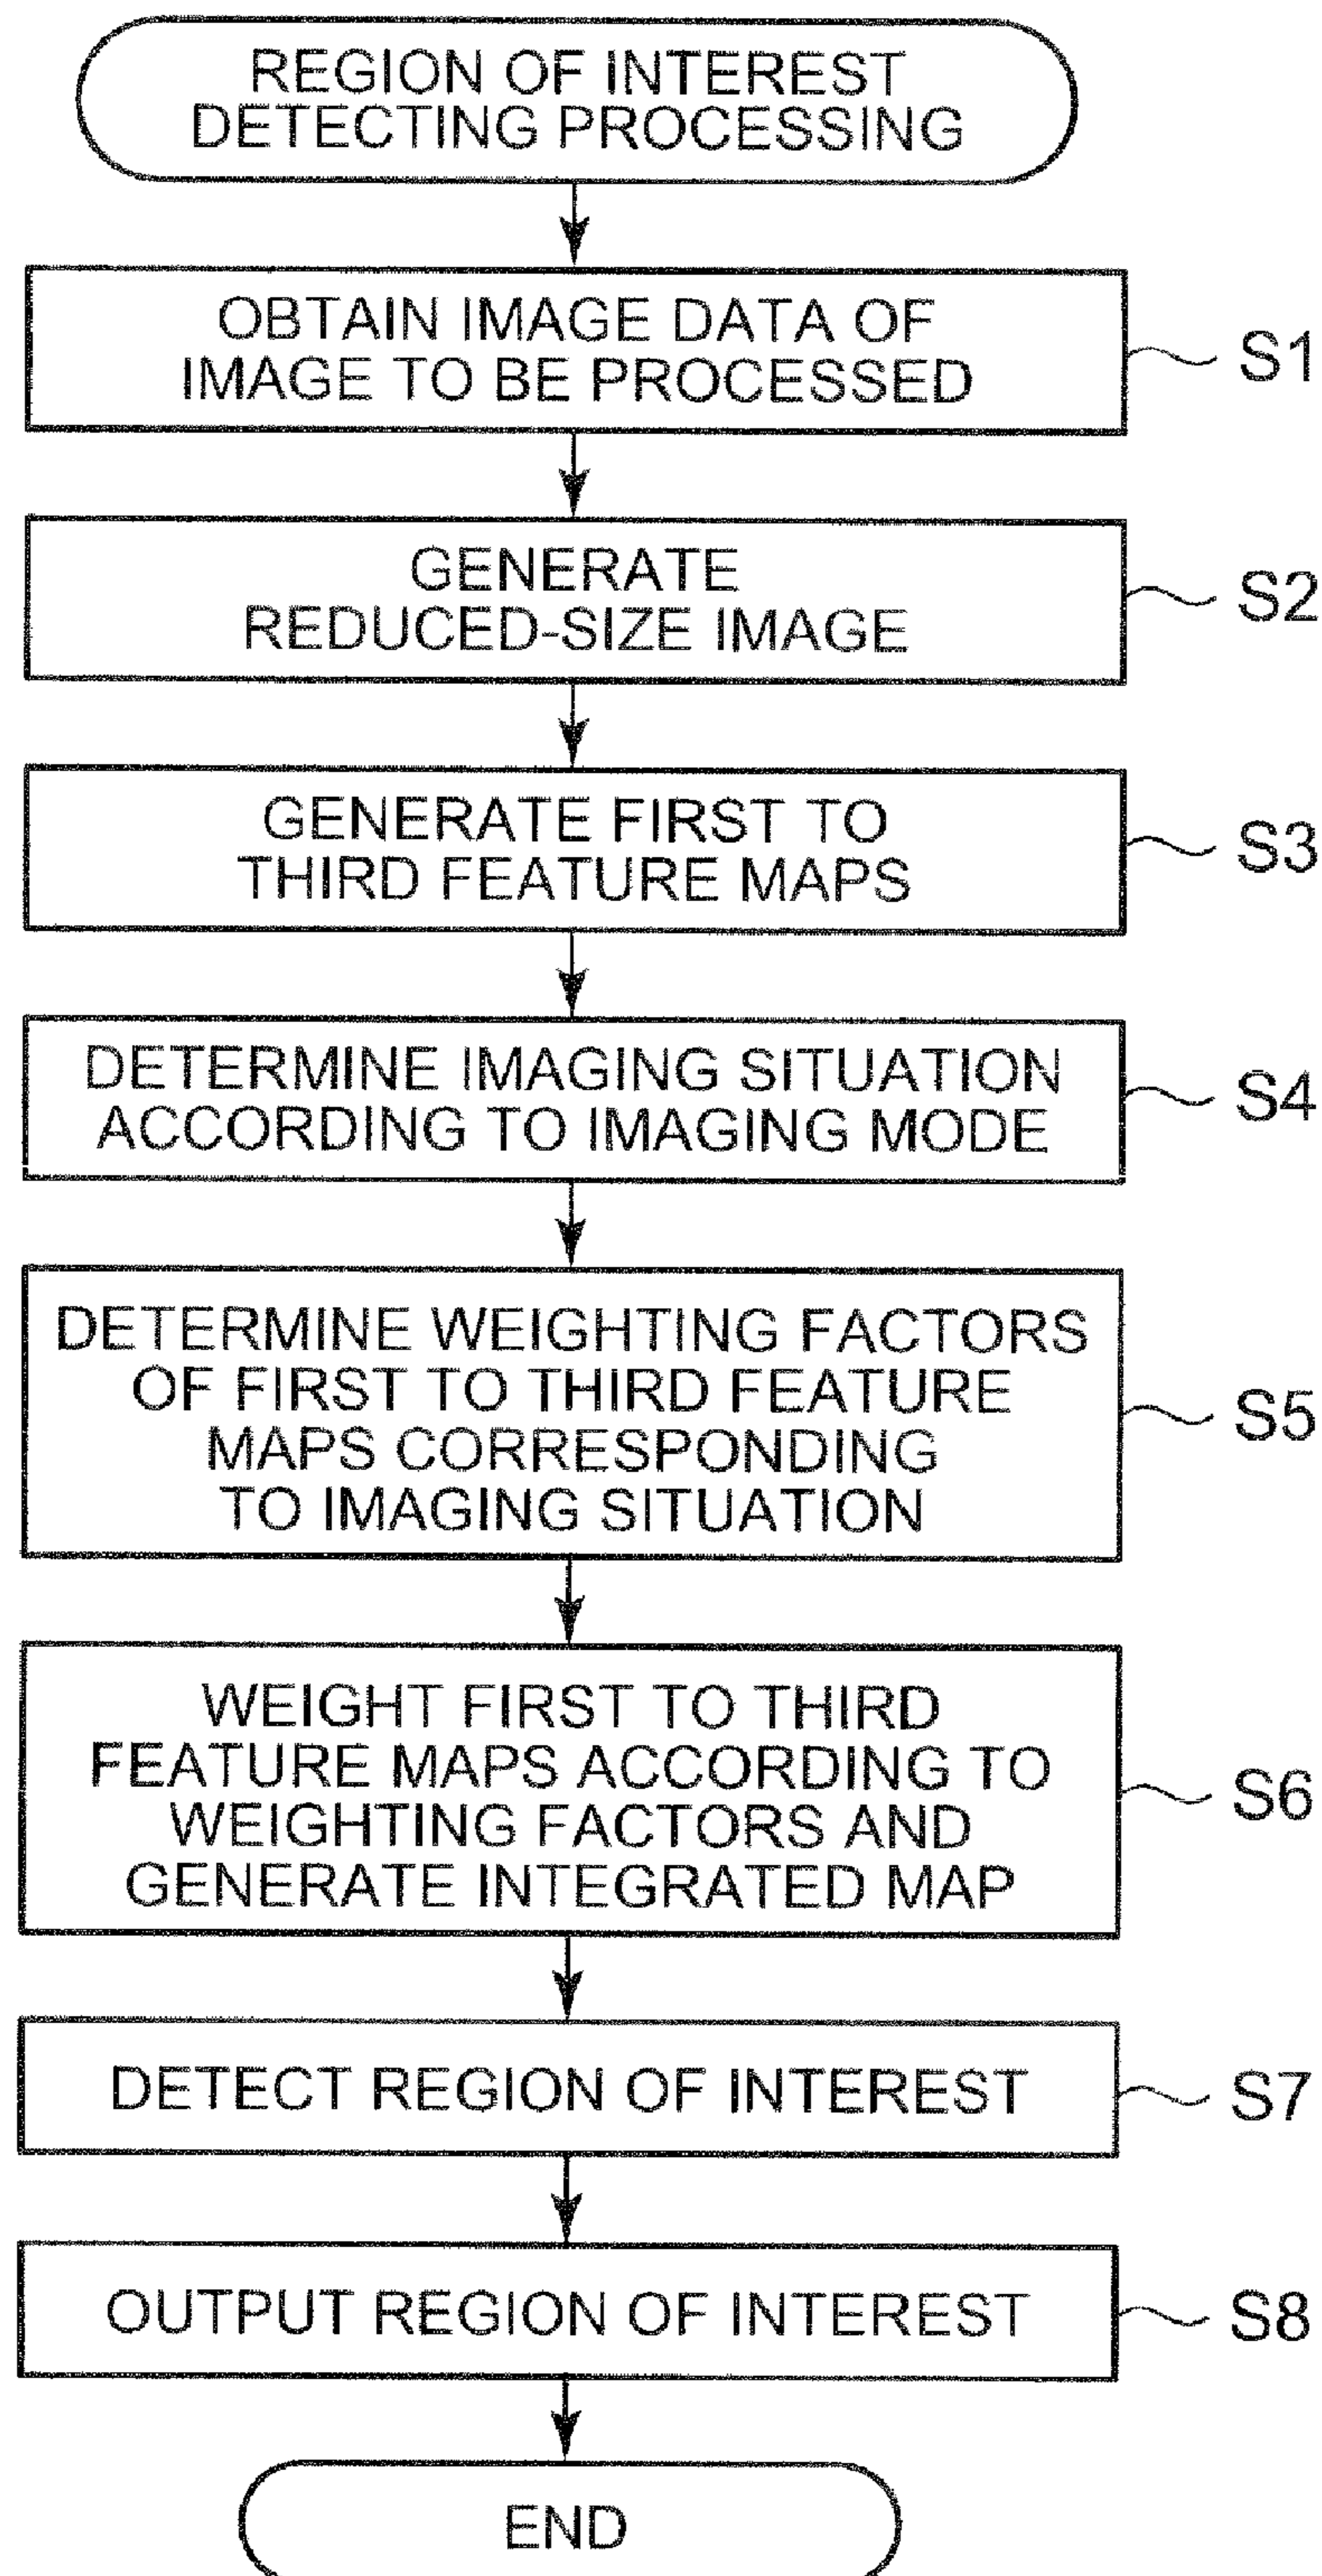 REGION OF INTEREST
DETECTING PROCESSING
OBTAIN IMAGE DATA OF
IMAGE TO BE PROCESSED
S1
GENERATE
REDUCED-SIZE IMAGE
S2
GENERATE FIRST TO
THIRD FEATURE MAPS
S3
DETERMINE IMAGING SITUATION
ACCORDING TO IMAGING MODE
S4
DETERMINE WEIGHTING FACTORS
OF FIRST TO THIRD FEATURE
MAPS CORRESPONDING
TO IMAGING SITUATION
S5
WEIGHT FIRST TO THIRD
FEATURE MAPS ACCORDING TO
WEIGHTING FACTORS AND
GENERATE INTEGRATED MAP
S6
DETECT REGION OF INTEREST
S7
OUTPUT REGION OF INTEREST
S8
END